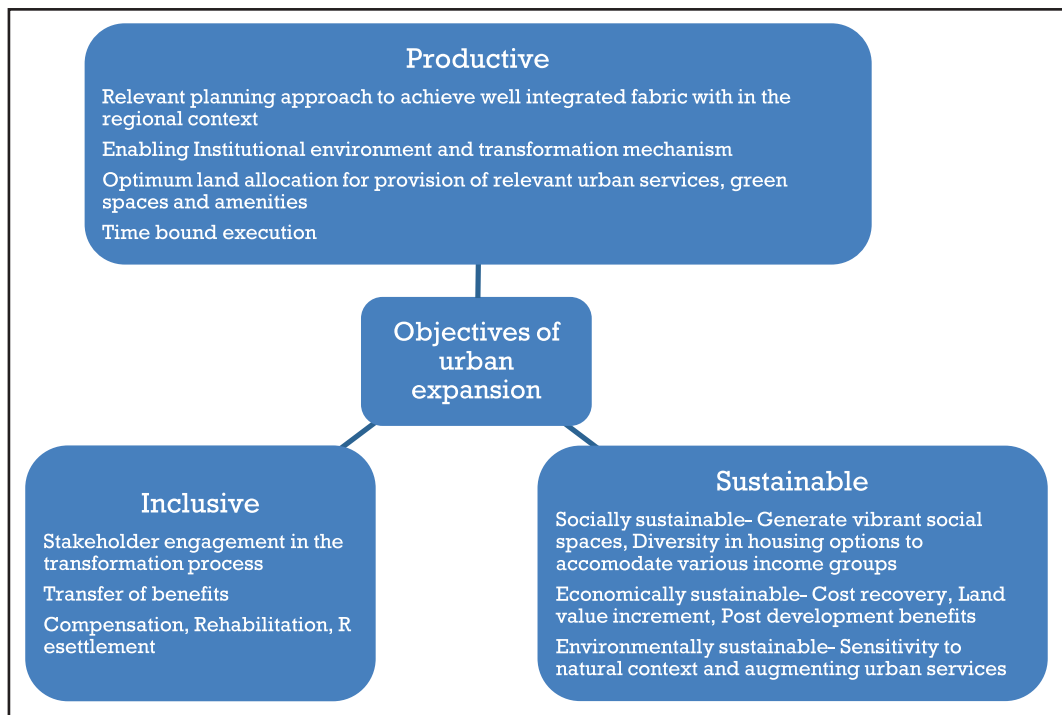 Productive
Relevant planning approach to achieve well integrated fabric with in the
regional context
Enabling Institutional environment and transformation mechanism
Optimum land allocation for provision of relevant urban services, green
spaces and amenities
Time bound execution
Objectives of
urban
expansion
Inclusive
Stakeholder engagement in the
transformation process
Transfer of benefits
Compensation, Rehabilitation, R
esettlement
Sustainable
Socially sustainable– Generate vibrant social
spaces, Diversity in housing options to
accomodate various income groups
Economically sustainable– Cost recovery, Land
value increment, Post development benefits
Environmentally sustainable– Sensitivity to
natural context and augmenting urban services